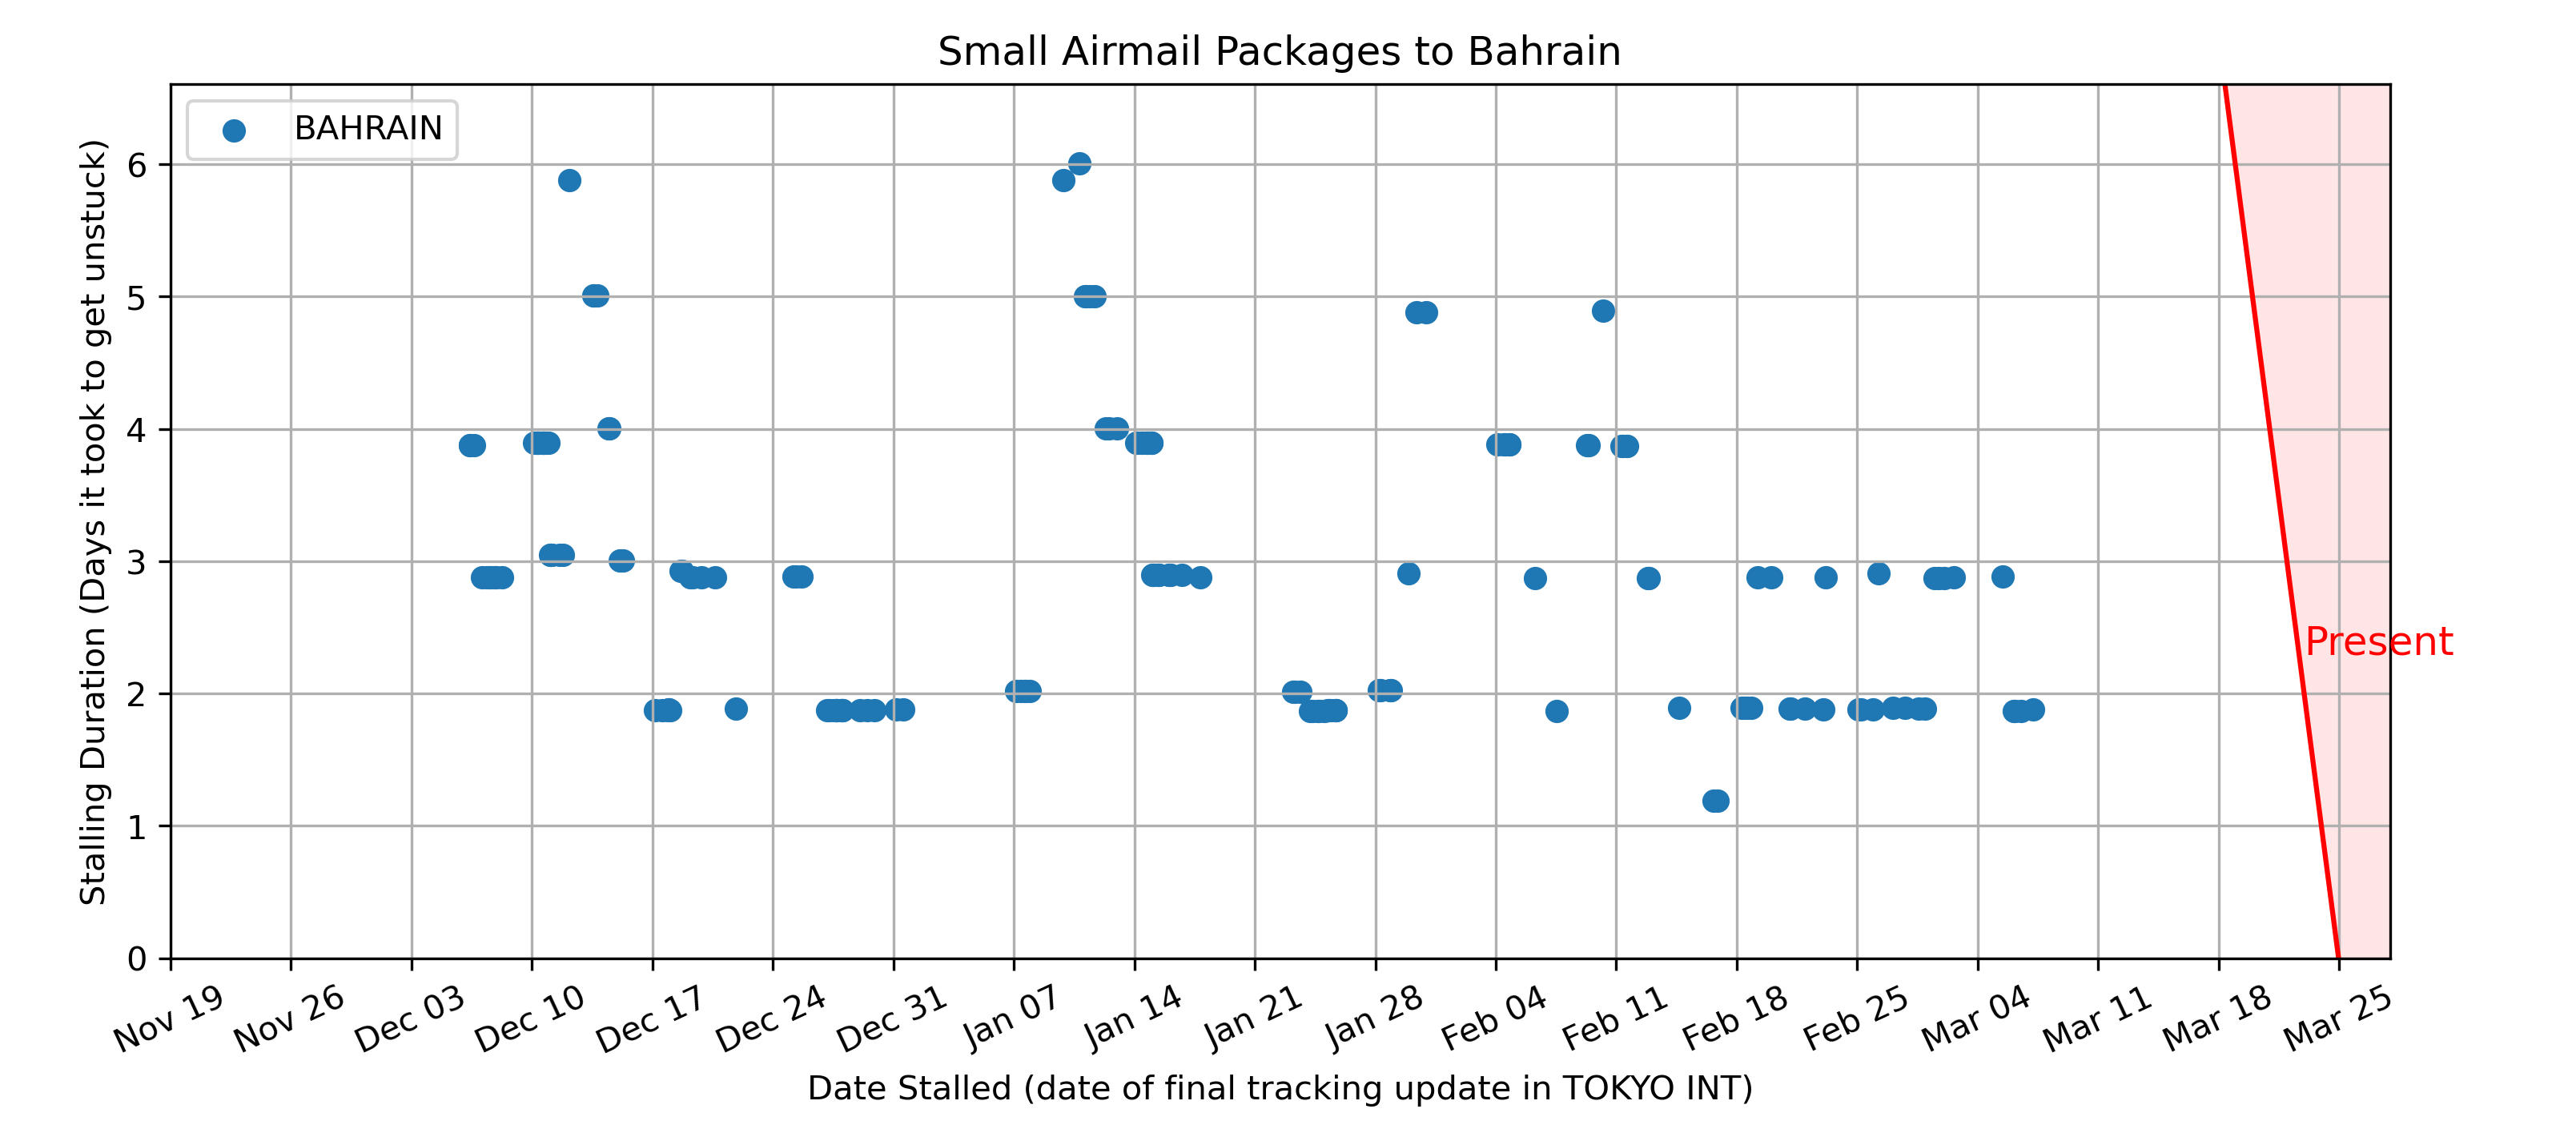 Small Airmail Packages to Bahrain
BAHRAIN
Stalling Duration (Days it took to get unstuck)
6
5
4
3
2
1
0
Present
Nov 19
Nov 26
Dec 03
Dec 10
Dec 17
Dec 24
Dec 31
Jan 07
Jan 14
Jan 21
Jan 28
Feb 04
Feb 11
Feb 18
Feb 25
Mar 04
Mar 11
Mar 18
Mar 25
Date Stalled (date of final tracking update in TOKYO INT)